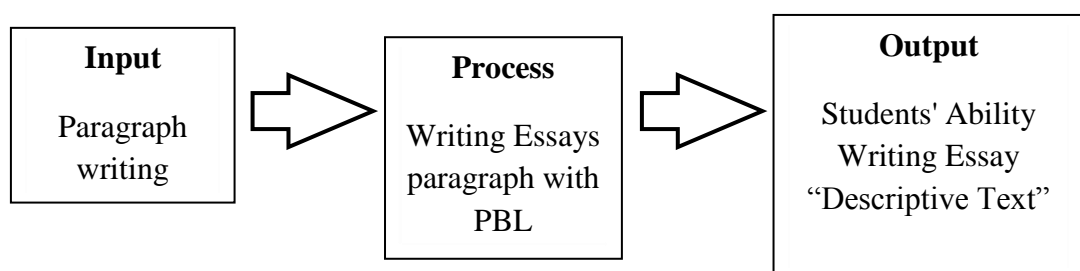 Input
Paragraph
writing
Process
Writing Essays
paragraph with
PBL
Output
Students' Ability
Writing Essay
“Descriptive Text”